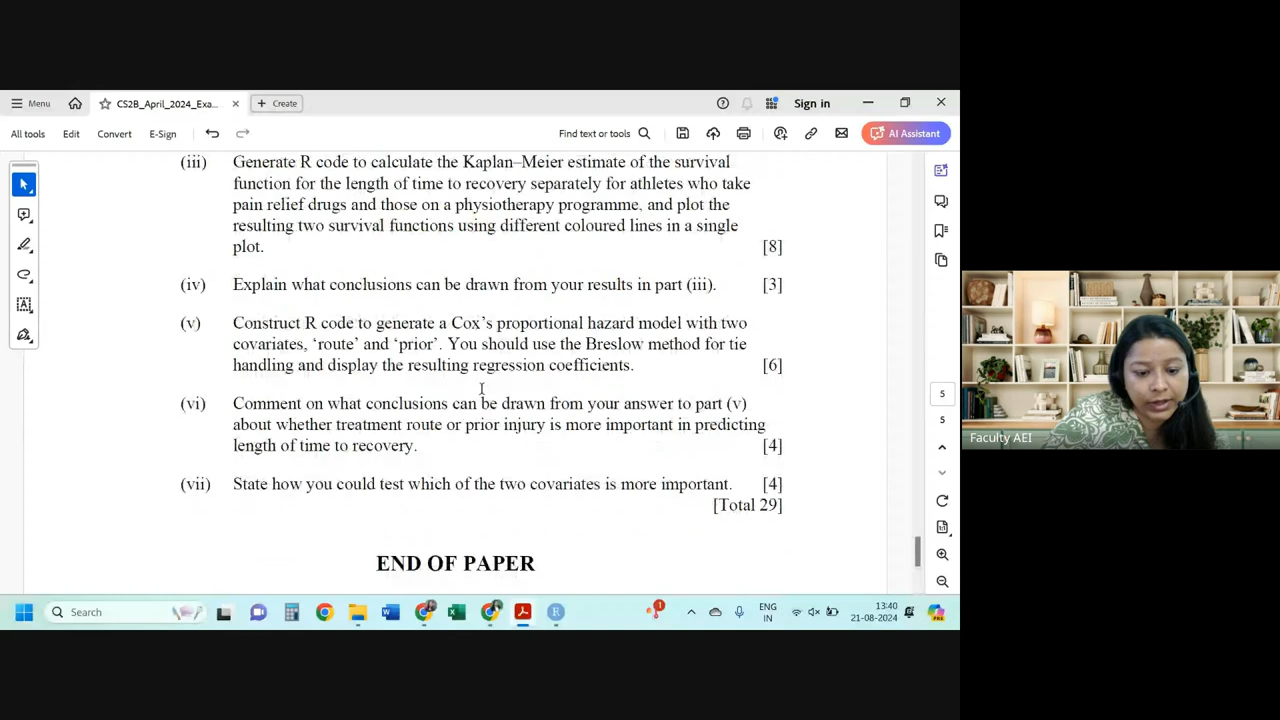 Menu
CS2B_April_2024_Exa...
Create
Sign in
All tools
Edit
Convert
E-Sign
Find text or tools
AI Assistant
(iii) Generate R code to calculate the Kaplan–Meier estimate of the survival
function for the length of time to recovery separately for athletes who take
pain relief drugs and those on a physiotherapy programme, and plot the
resulting two survival functions using different coloured lines in a single
plot. [8]
(iv) Explain what conclusions can be drawn from your results in part (iii). [3]
(v) Construct R code to generate a Cox’s proportional hazard model with two
covariates, ‘route’ and ‘prior’. You should use the Breslow method for tie
handling and display the resulting regression coefficients. [6]
(vi) Comment on what conclusions can be drawn from your answer to part (v)
about whether treatment route or prior injury is more important in predicting
length of time to recovery. [4]
(vii) State how you could test which of the two covariates is more important. [4]
[Total 29]
END OF PAPER
5
5
Faculty AEI
Search
1
ENG
IN
13:40
21-08-2024